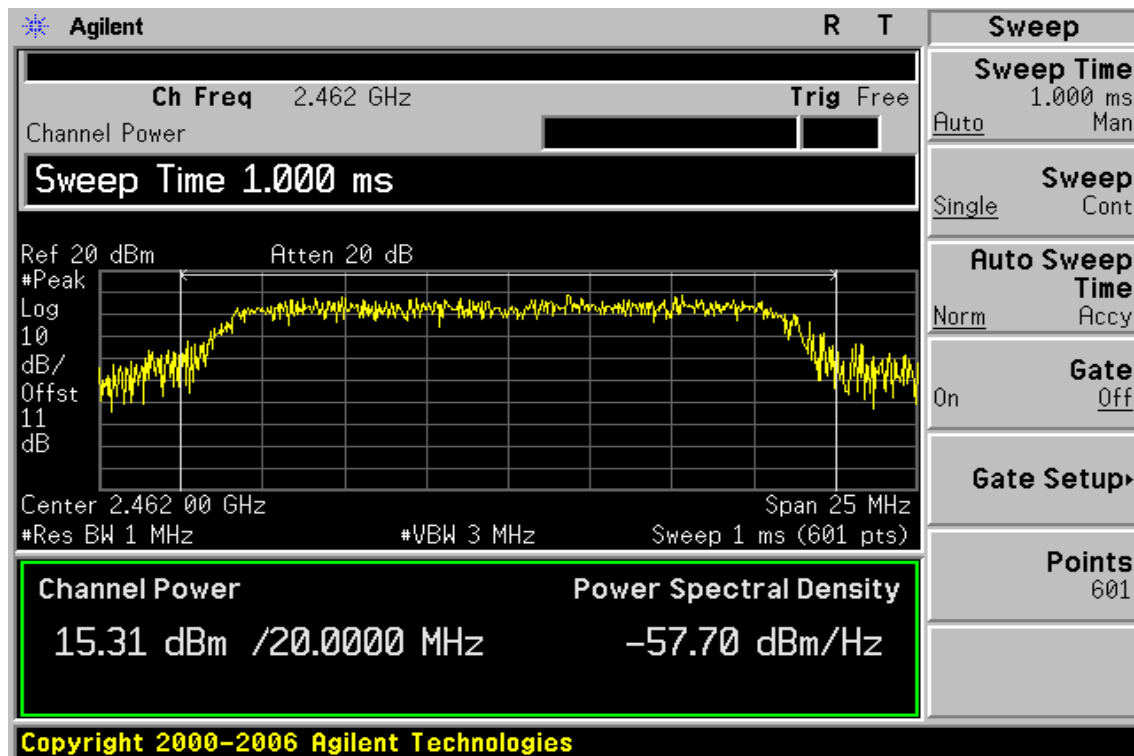 Agilent
R T
Ch Freq 2.462 GHz
Trig Free
Channel Power
Sweep Time 1.000 ms
Ref 20 dBm
Atten 20 dB
#Peak
Log
10
dB/
Offst
11
dB
Center 2.462 00 GHz
Span 25 MHz
#Res BW 1 MHz
#VBW 3 MHz
Sweep 1 ms (601 pts)
Channel Power
Power Spectral Density
15.31 dBm /20.0000 MHz
-57.70 dBm/Hz
Sweep
Sweep Time
1.000 ms
Auto Man
Sweep
Single Cont
Auto Sweep
Time
Norm Accy
Gate
On Off
Gate Setup
Points
601
Copyright 2000-2006 Agilent Technologies